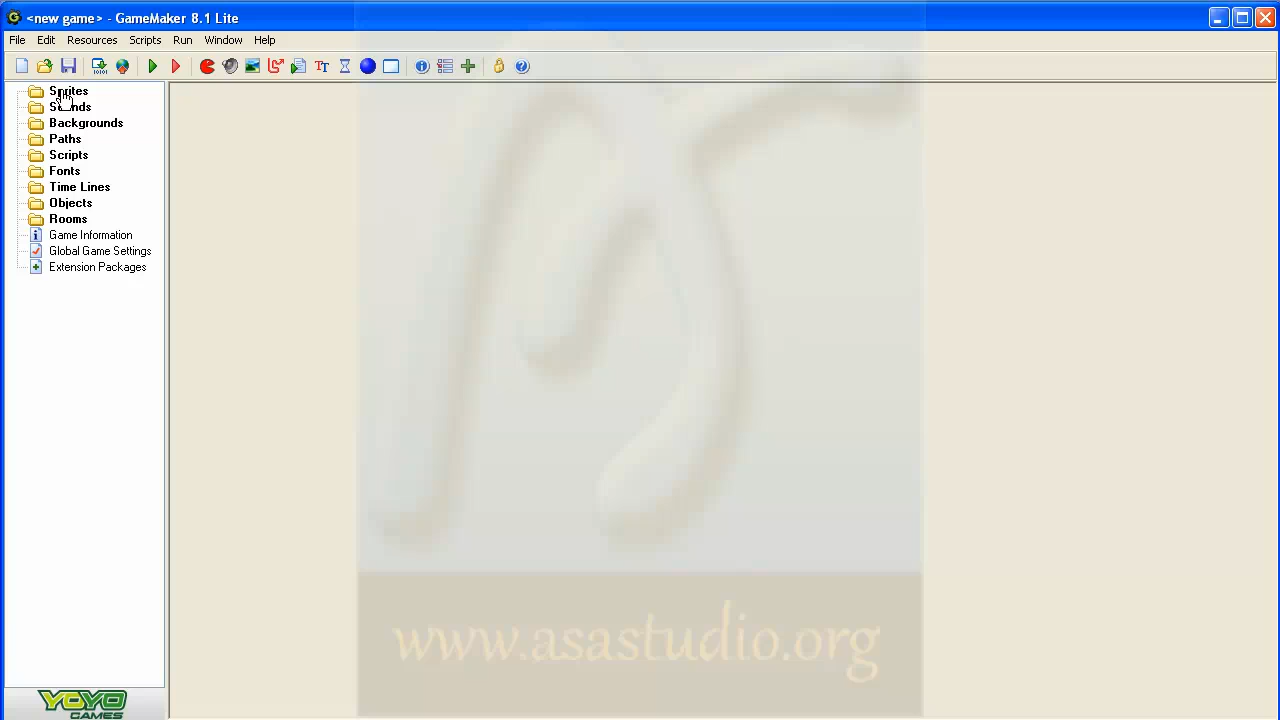 <new game> - GameMaker 8.1 Lite
File Edit Resources Scripts Run Window Help
Sprites
Sounds
Backgrounds
Paths
Scripts
Fonts
Time Lines
Objects
Rooms
Game Information
Global Game Settings
Extension Packages
www.asastudio.org
YOYO
GAMES